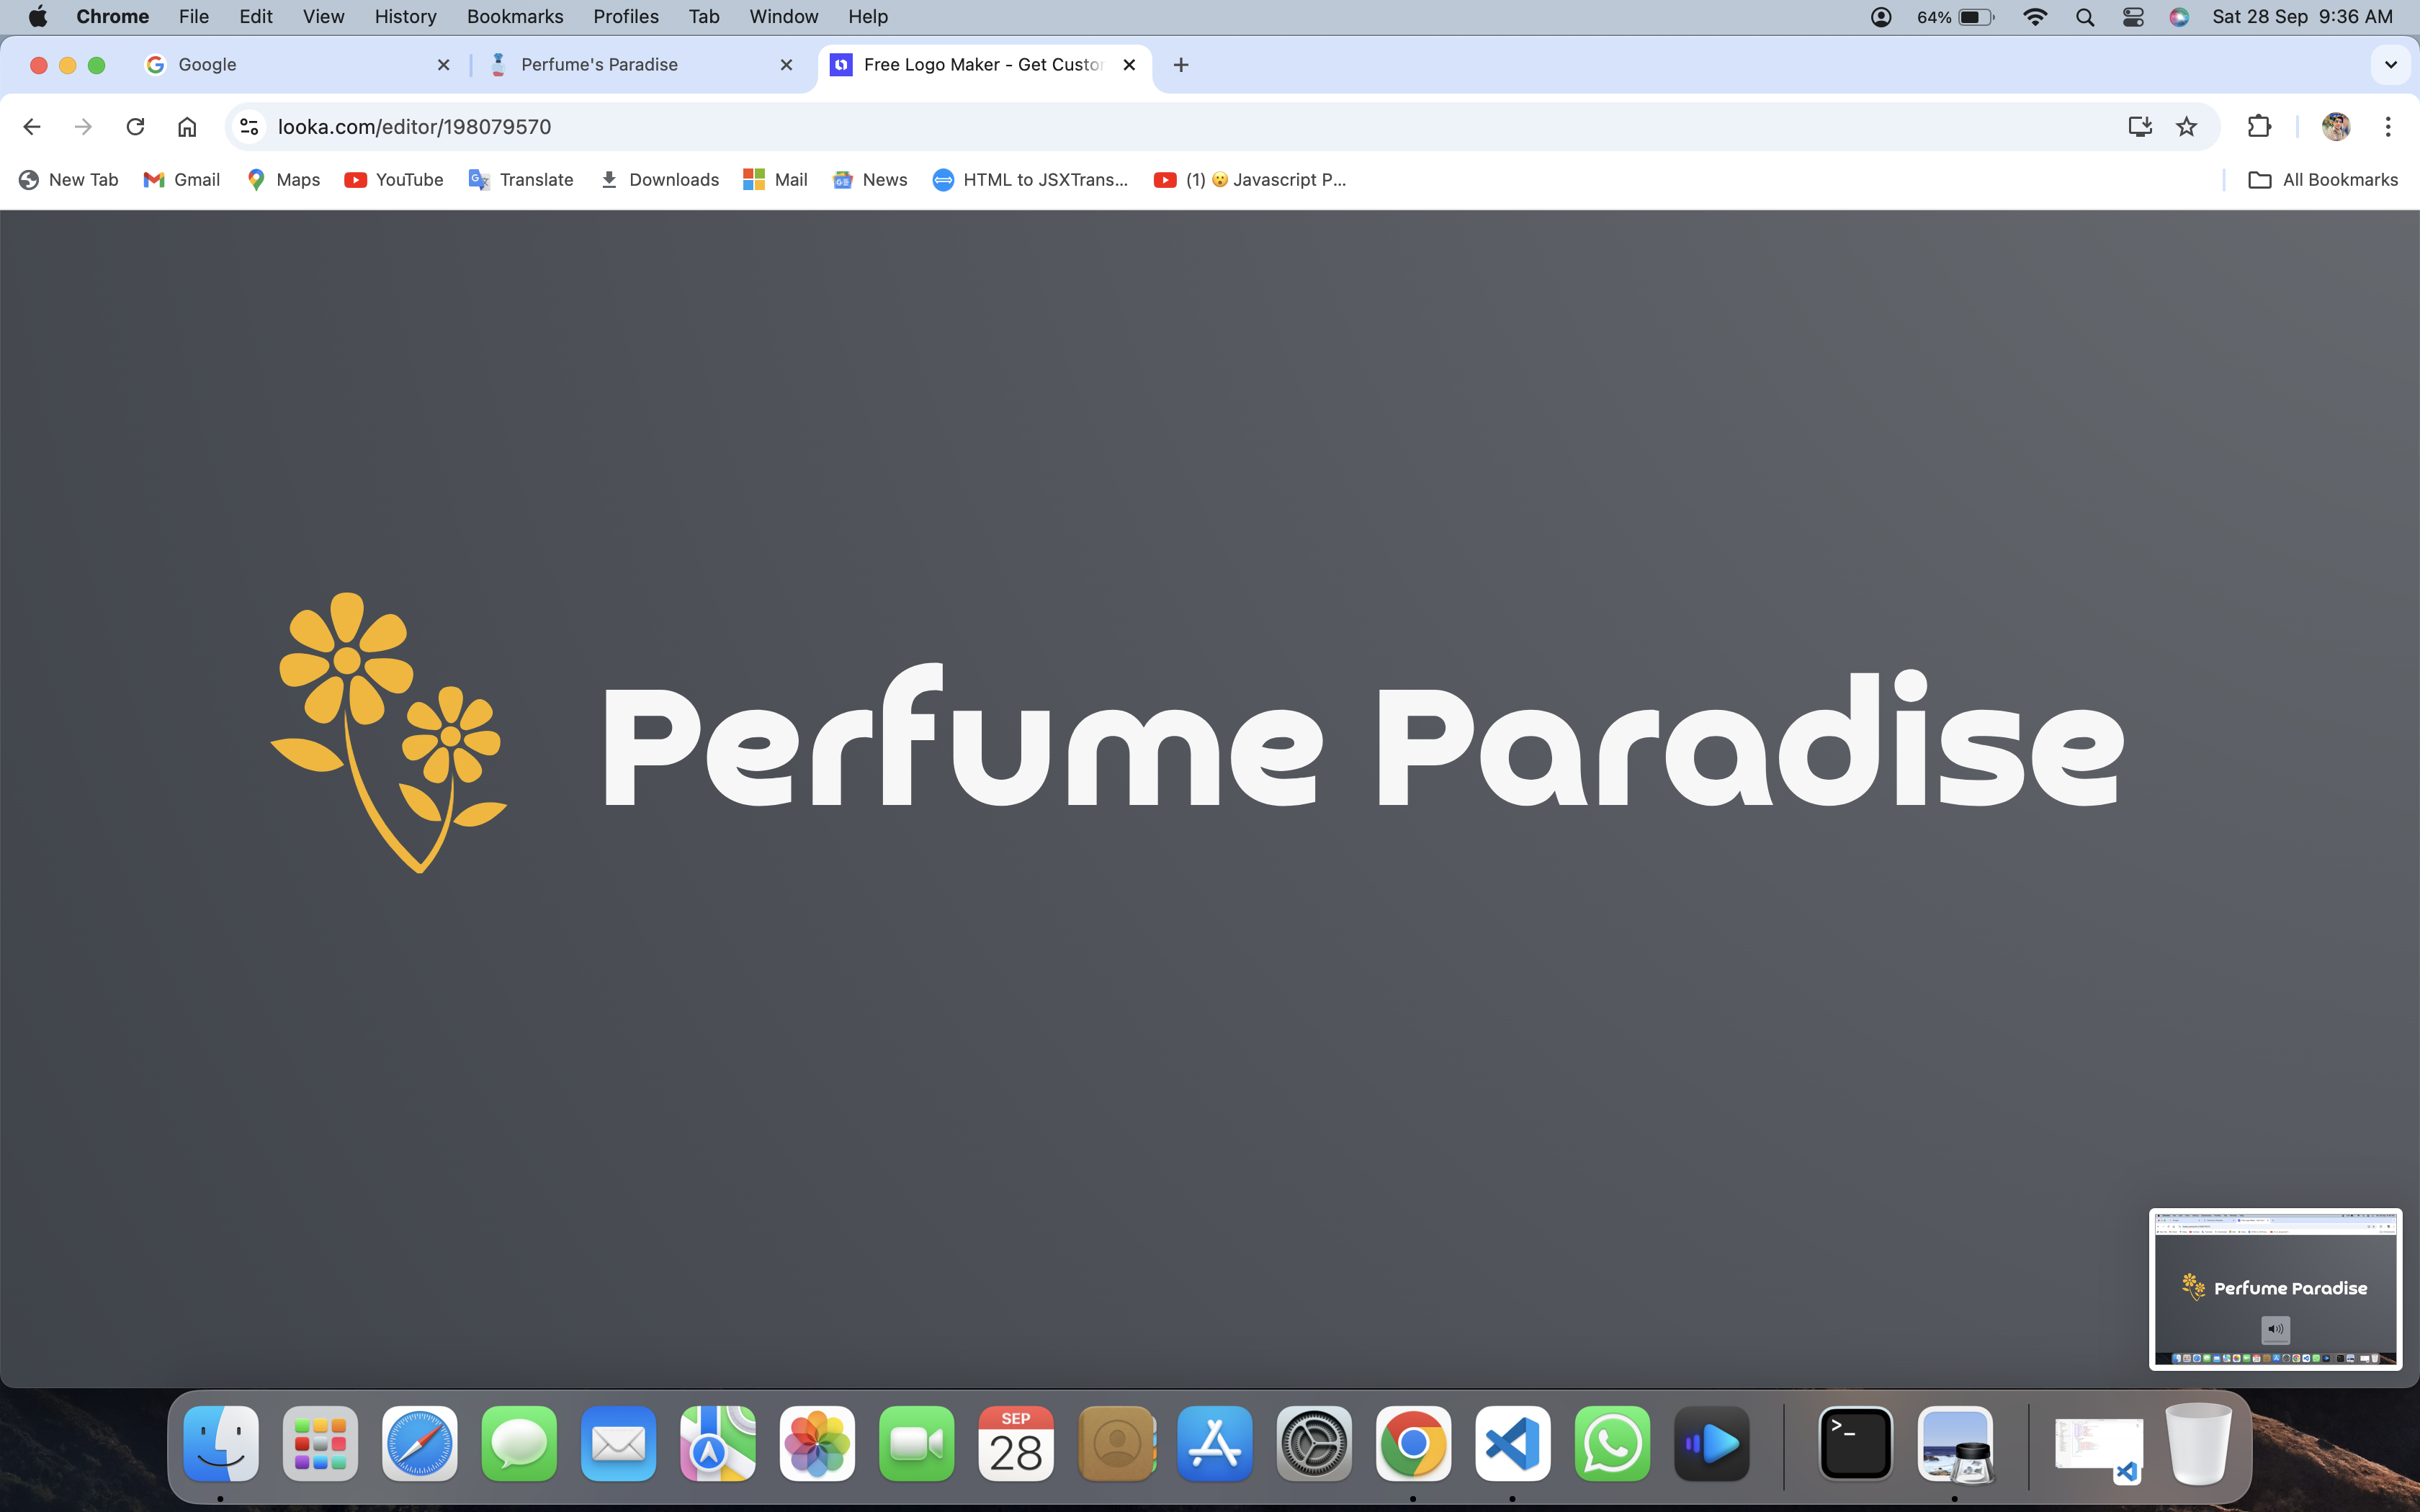 Chrome File Edit View History Bookmarks Profiles Tab Window Help 64% Sat 28 Sep 9:36 AM
Google Perfume's Paradise Free Logo Maker - Get Custo
looka.com/editor/198079570
New Tab Gmail Maps YouTube Translate Downloads Mail News HTML to JSXTrans... (1) 😮 Javascript P... All Bookmarks
Perfume Paradise
Perfume Paradise
SEP
28